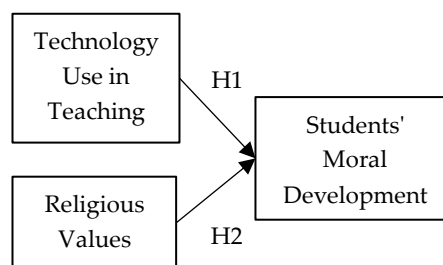 Technology
Use in
Teaching
H1
Students'
Moral
Development
Religious
Values
H2